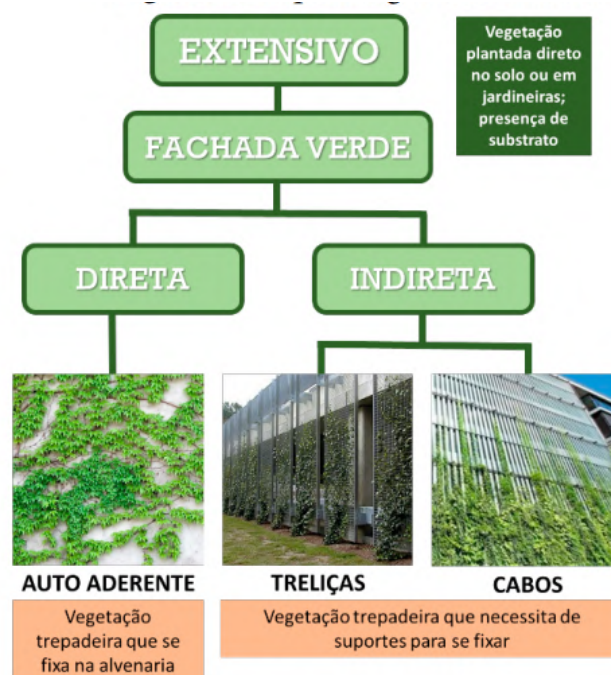 EXTENSIVO
Vegetação
plantada direto
no solo ou em
jardineiras;
presença de
substrato
FACHADA VERDE
DIRETA
INDIRETA
AUTO ADERENTE
TRELIÇAS
CABOS
Vegetação
trepadeira que se
fixa na alvenaria
Vegetação trepadeira que necessita de
suportes para se fixar